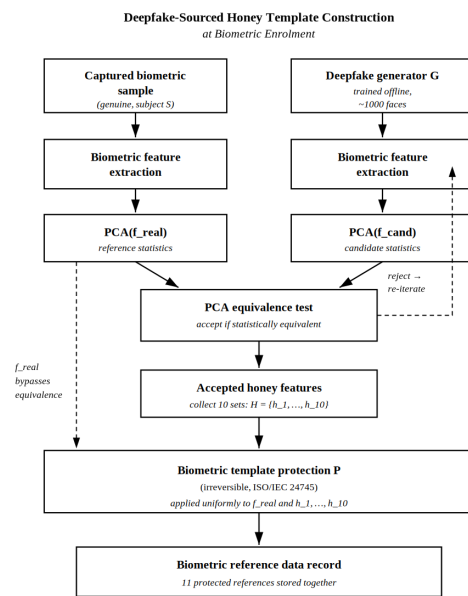 Deepfake-Sourced Honey Template Construction
at Biometric Enrolment
Captured biometric
sample
(genuine, subject S)
Deepfake generator G
trained offline,
~1000 faces
Biometric feature
extraction
Biometric feature
extraction
PCA(f_real)
reference statistics
PCA(f_cand)
candidate statistics
reject →
re-iterate
PCA equivalence test
accept if statistically equivalent
f_real
bypasses
equivalence
Accepted honey features
collect 10 sets: H = {h_1, …, h_10}
Biometric template protection P
(irreversible, ISO/IEC 24745)
applied uniformly to f_real and h_1, …, h_10
Biometric reference data record
11 protected references stored together